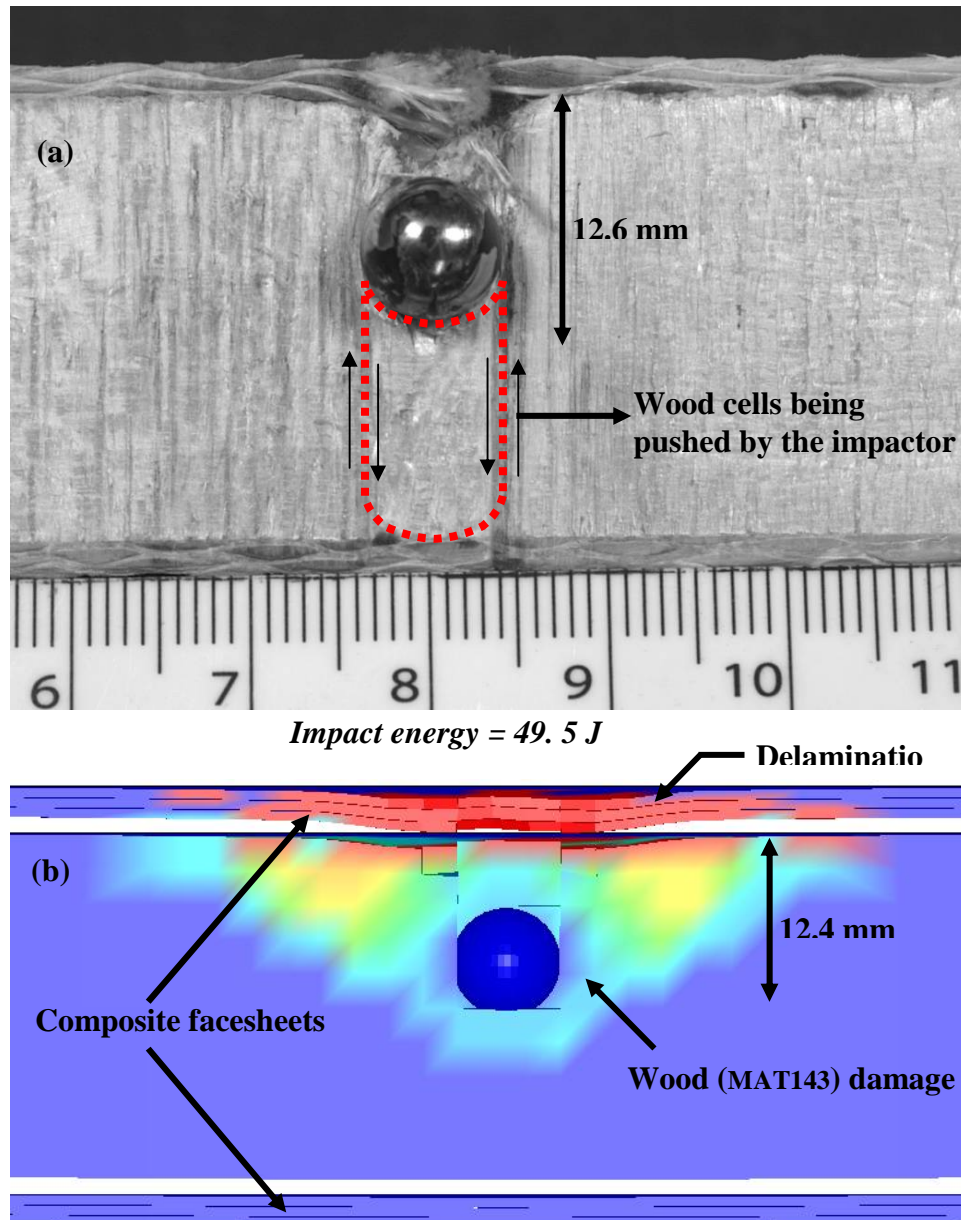 (a)
12.6 mm
Wood cells being
pushed by the impactor
6 7 8 9 10 11
Impact energy = 49. 5 J
Delaminatio
(b)
12.4 mm
Composite facesheets
Wood (MAT143) damage